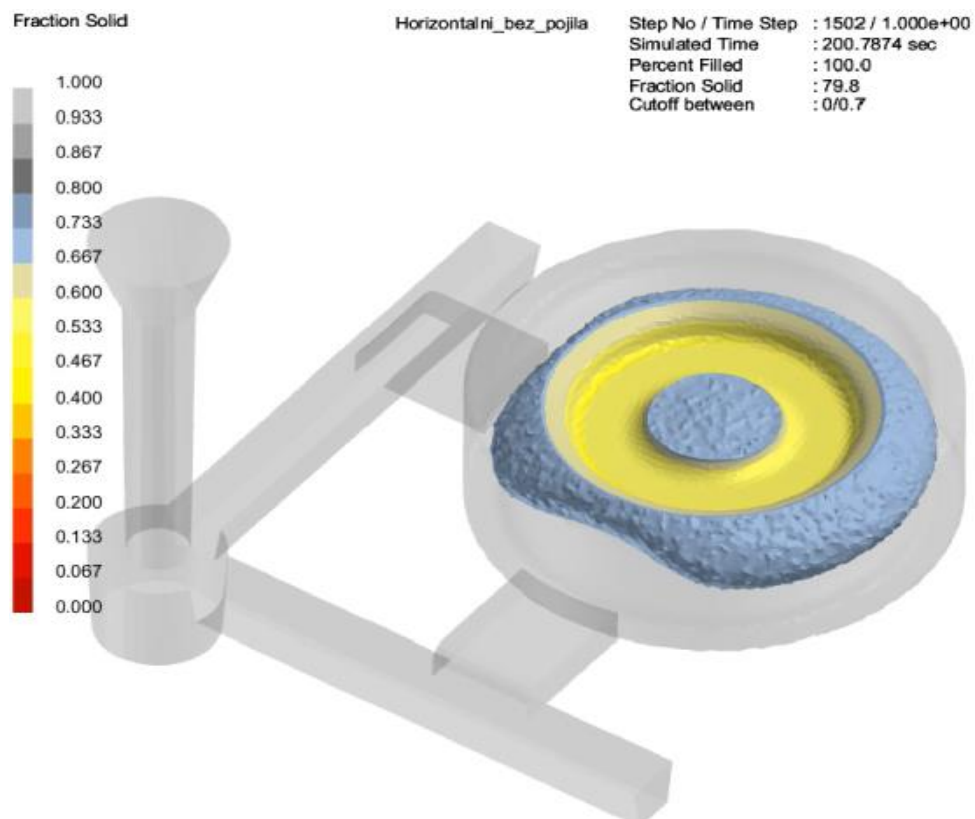 Fraction Solid
Horizontalni_bez_pojila
Step No / Time Step : 1502 / 1.000e+00
Simulated Time : 200.7874 sec
Percent Filled : 100.0
Fraction Solid : 79.8
Cutoff between : 0/0.7
1.000
0.933
0.867
0.800
0.733
0.667
0.600
0.533
0.467
0.400
0.333
0.267
0.200
0.133
0.067
0.000